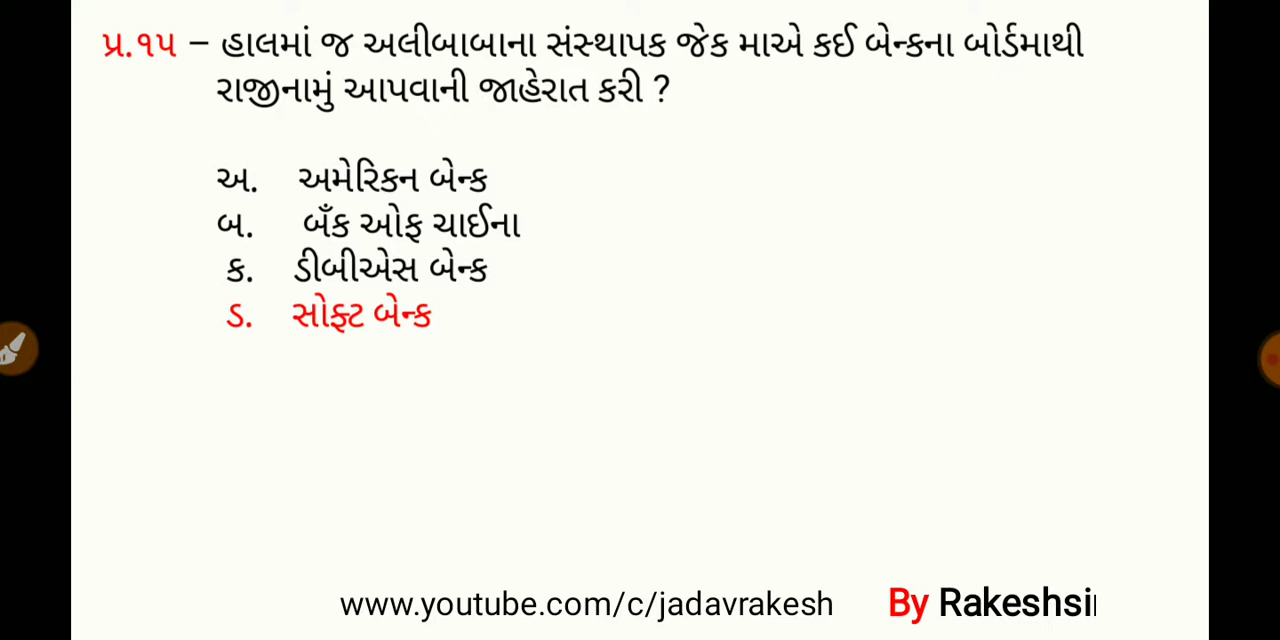 પ્ર.૧૫ – હાલમાં જ અલીબાબાના સંસ્થાપક જેક માએ કઈ બેન્કના બોર્ડમાથી
રાજીનામું આપવાની જાહેરાત કરી ?
અ. અમેરિકન બેન્ક
બ. બઁક ઓફ ચાઈના
ક. ડીબીએસ બેન્ક
ડ. સોફ્ટ બેન્ક
www.youtube.com/c/jadavrakesh By Rakeshsi